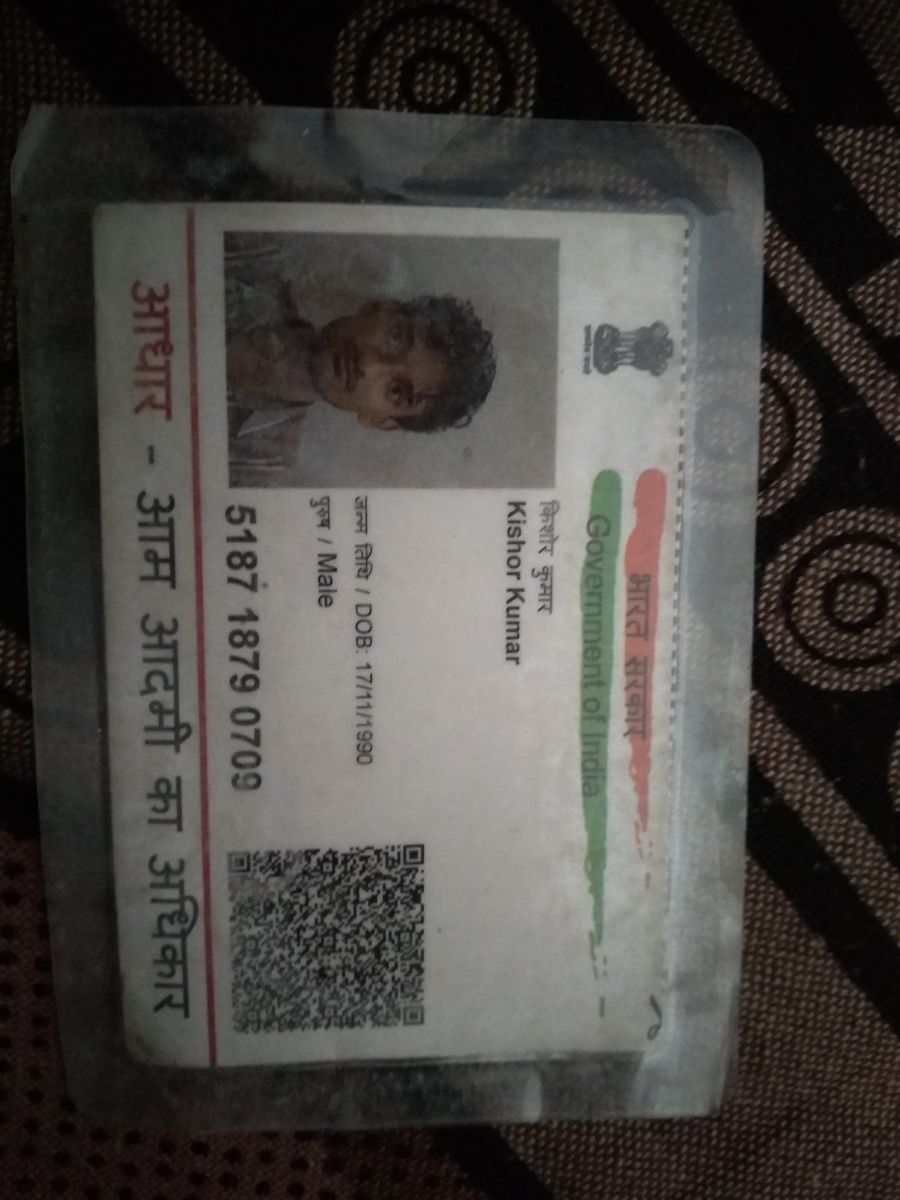 भारत सरकार
Government of India
किशोर कुमार
Kishor Kumar
जन्म तिथि / DOB: 17/11/1990
पुरुष / Male
5187 1879 0709
आधार - आम आदमी का अधिकार